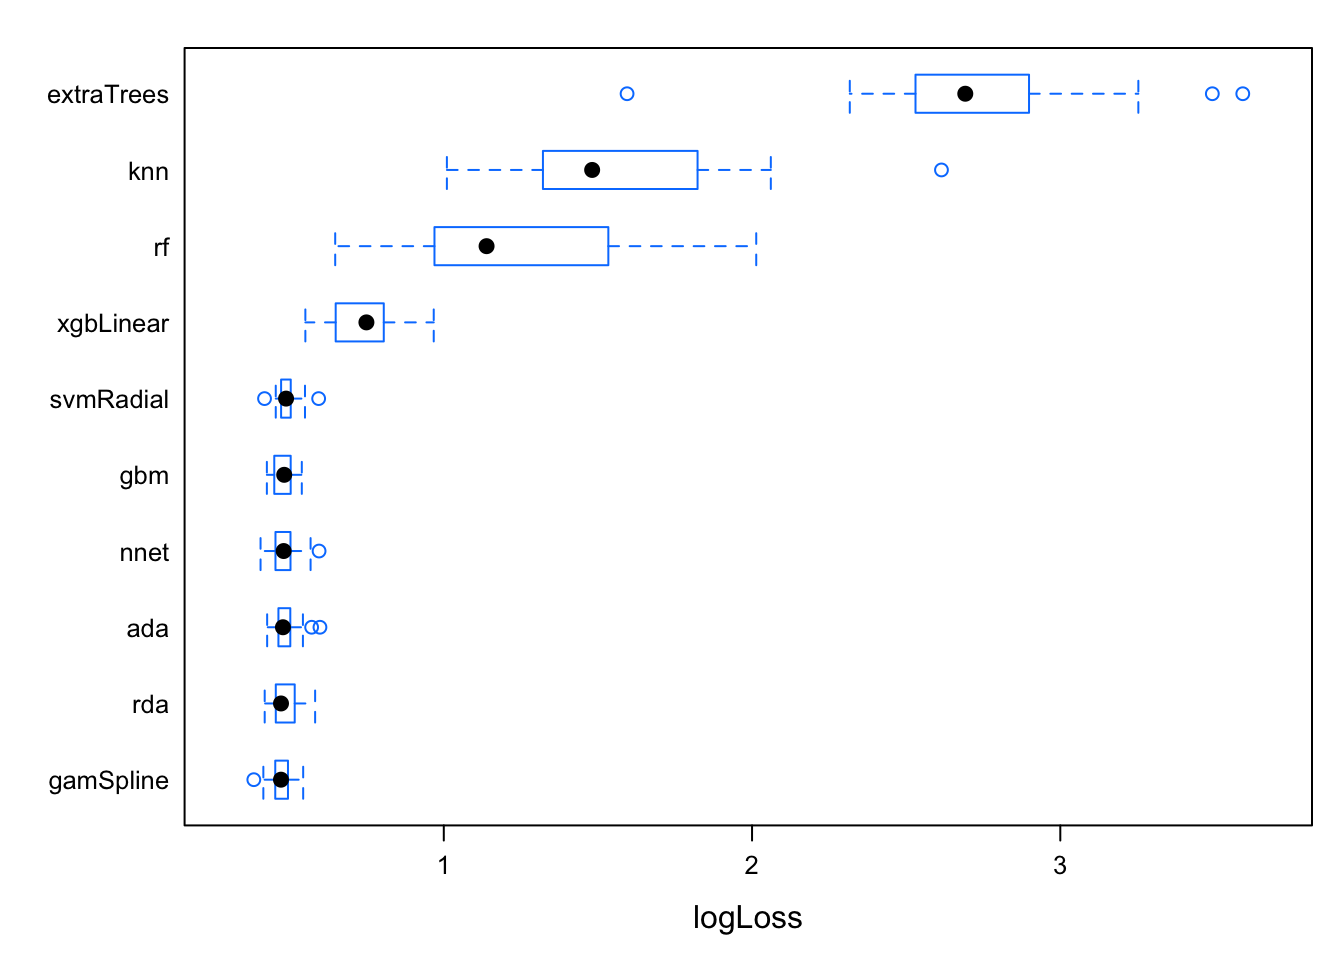 extraTrees
knn
rf
xgbLinear
svmRadial
gbm
nnet
ada
rda
gamSpline
1 2 3
logLoss